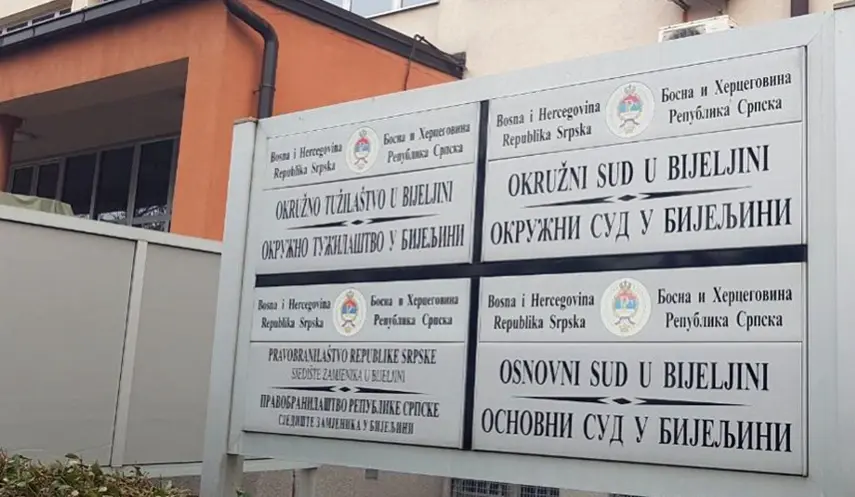 Bosna i Hercegovina
Republika Srpska
Босна и Херцеговина
Република Српска
OKRUŽNO TUŽILAŠTVO U BIJELJINI
ОКРУЖНО ТУЖИЛАШТВО У БИЈЕЉИНИ
Bosna i Hercegovina
Republika Srpska
Босна и Херцеговина
Република Српска
OKRUŽNI SUD U BIJELJINI
ОКРУЖНИ СУД У БИЈЕЉИНИ
Bosna i Hercegovina
Republika Srpska
Босна и Херцеговина
Република Српска
PRAVOBRANILAŠTVO REPUBLIKE SRPSKE
SJEDIŠTE ZAMJENIKA U BIJELJINI
ПРАВОБРАНИЛАШТВО РЕПУБЛИКЕ СРПСКЕ
СЈЕДИШТЕ ЗАМЈЕНИКА У БИЈЕЉИНИ
Bosna i Hercegovina
Republika Srpska
Босна и Херцеговина
Република Српска
OSNOVNI SUD U BIJELJINI
ОСНОВНИ СУД У БИЈЕЉИНИ